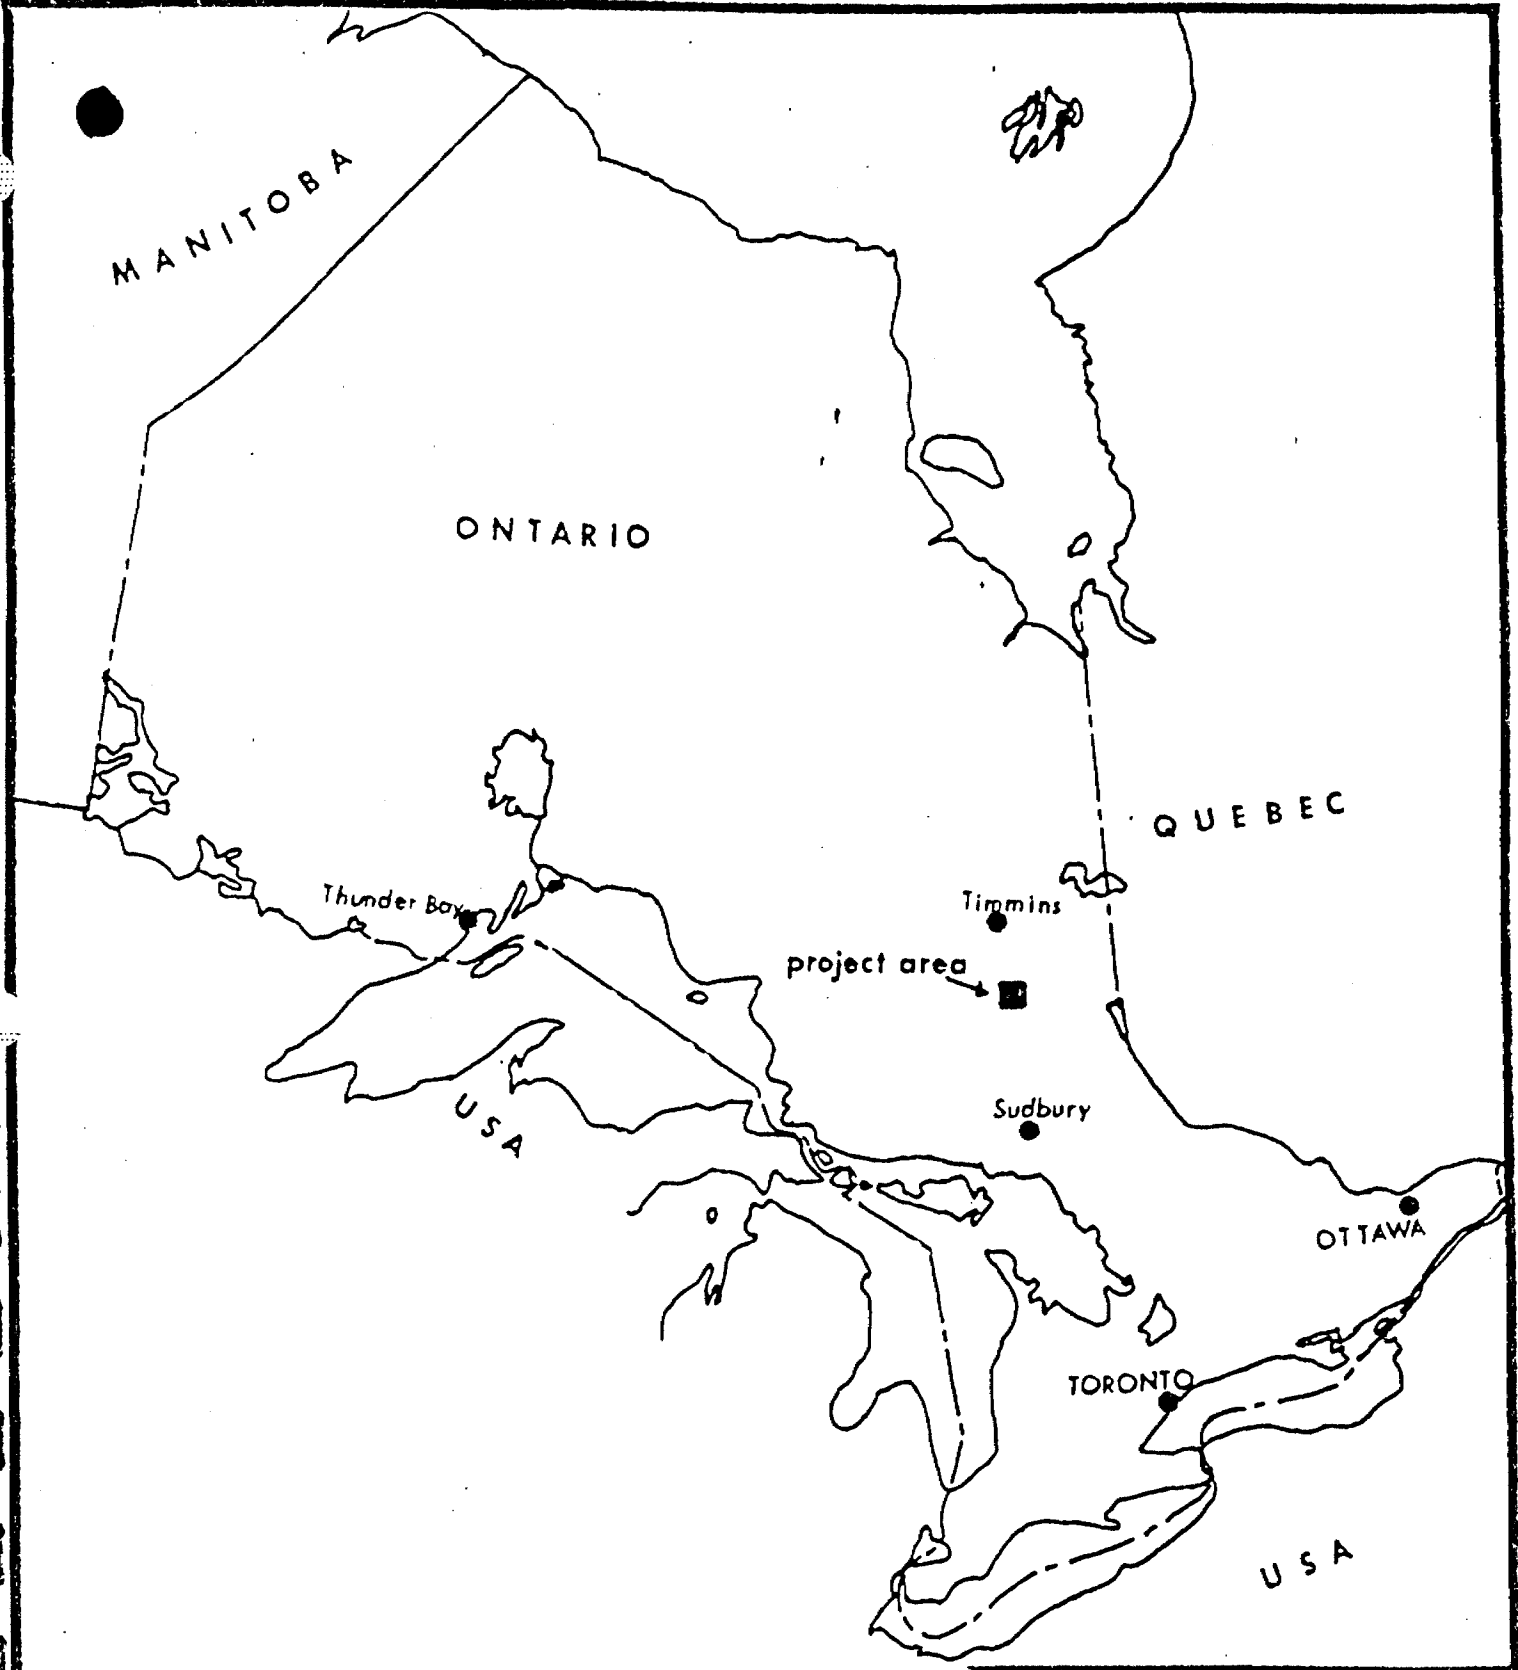 MANITOBA
ONTARIO
QUEBEC
Thunder Bay
Timmins
project area
USA
Sudbury
OTTAWA
TORONTO
USA